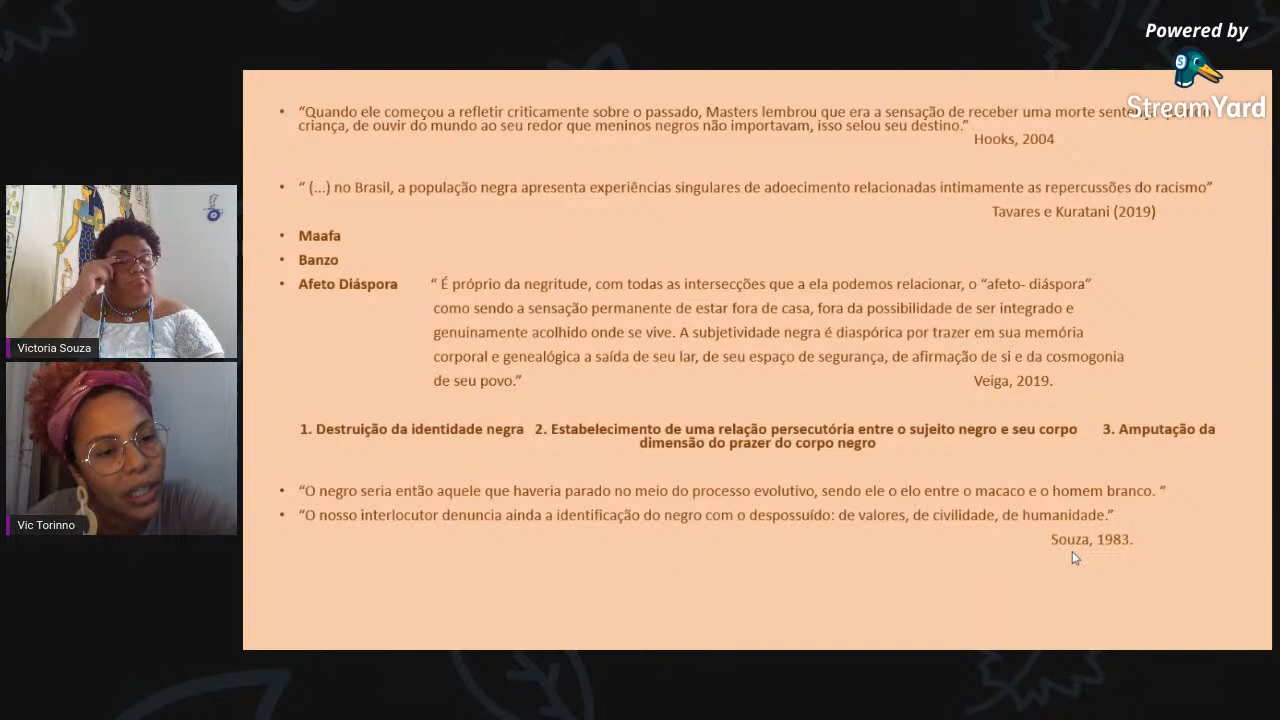 Powered by
StreamYard
• “Quando ele começou a refletir criticamente sobre o passado, Masters lembrou que era a sensação de receber uma morte
criança, de ouvir do mundo ao seu redor que meninos negros não importavam, isso selou seu destino.”
Hooks, 2004
• “ (...) no Brasil, a população negra apresenta experiências singulares de adoecimento relacionadas intimamente as repercussões do racismo”
Tavares e Kuratani (2019)
• Maafa
• Banzo
• Afeto Diáspora “ É próprio da negritude, com todas as intersecções que a ela podemos relacionar, o “afeto- diáspora”
como sendo a sensação permanente de estar fora de casa, fora da possibilidade de ser integrado e
genuinamente acolhido onde se vive. A subjetividade negra é diaspórica por trazer em sua memória
corporal e genealógica a saída de seu lar, de seu espaço de segurança, de afirmação de si e da cosmogonia
de seu povo.” Veiga, 2019.
1. Destruição da identidade negra 2. Estabelecimento de uma relação persecutória entre o sujeito negro e seu corpo 3. Amputação da
dimensão do prazer do corpo negro
• “O negro seria então aquele que haveria parado no meio do processo evolutivo, sendo ele o elo entre o macaco e o homem branco. “
• “O nosso interlocutor denuncia ainda a identificação do negro com o despossuído: de valores, de civilidade, de humanidade.”
Souza, 1983.
Victoria Souza
Vic Torinno